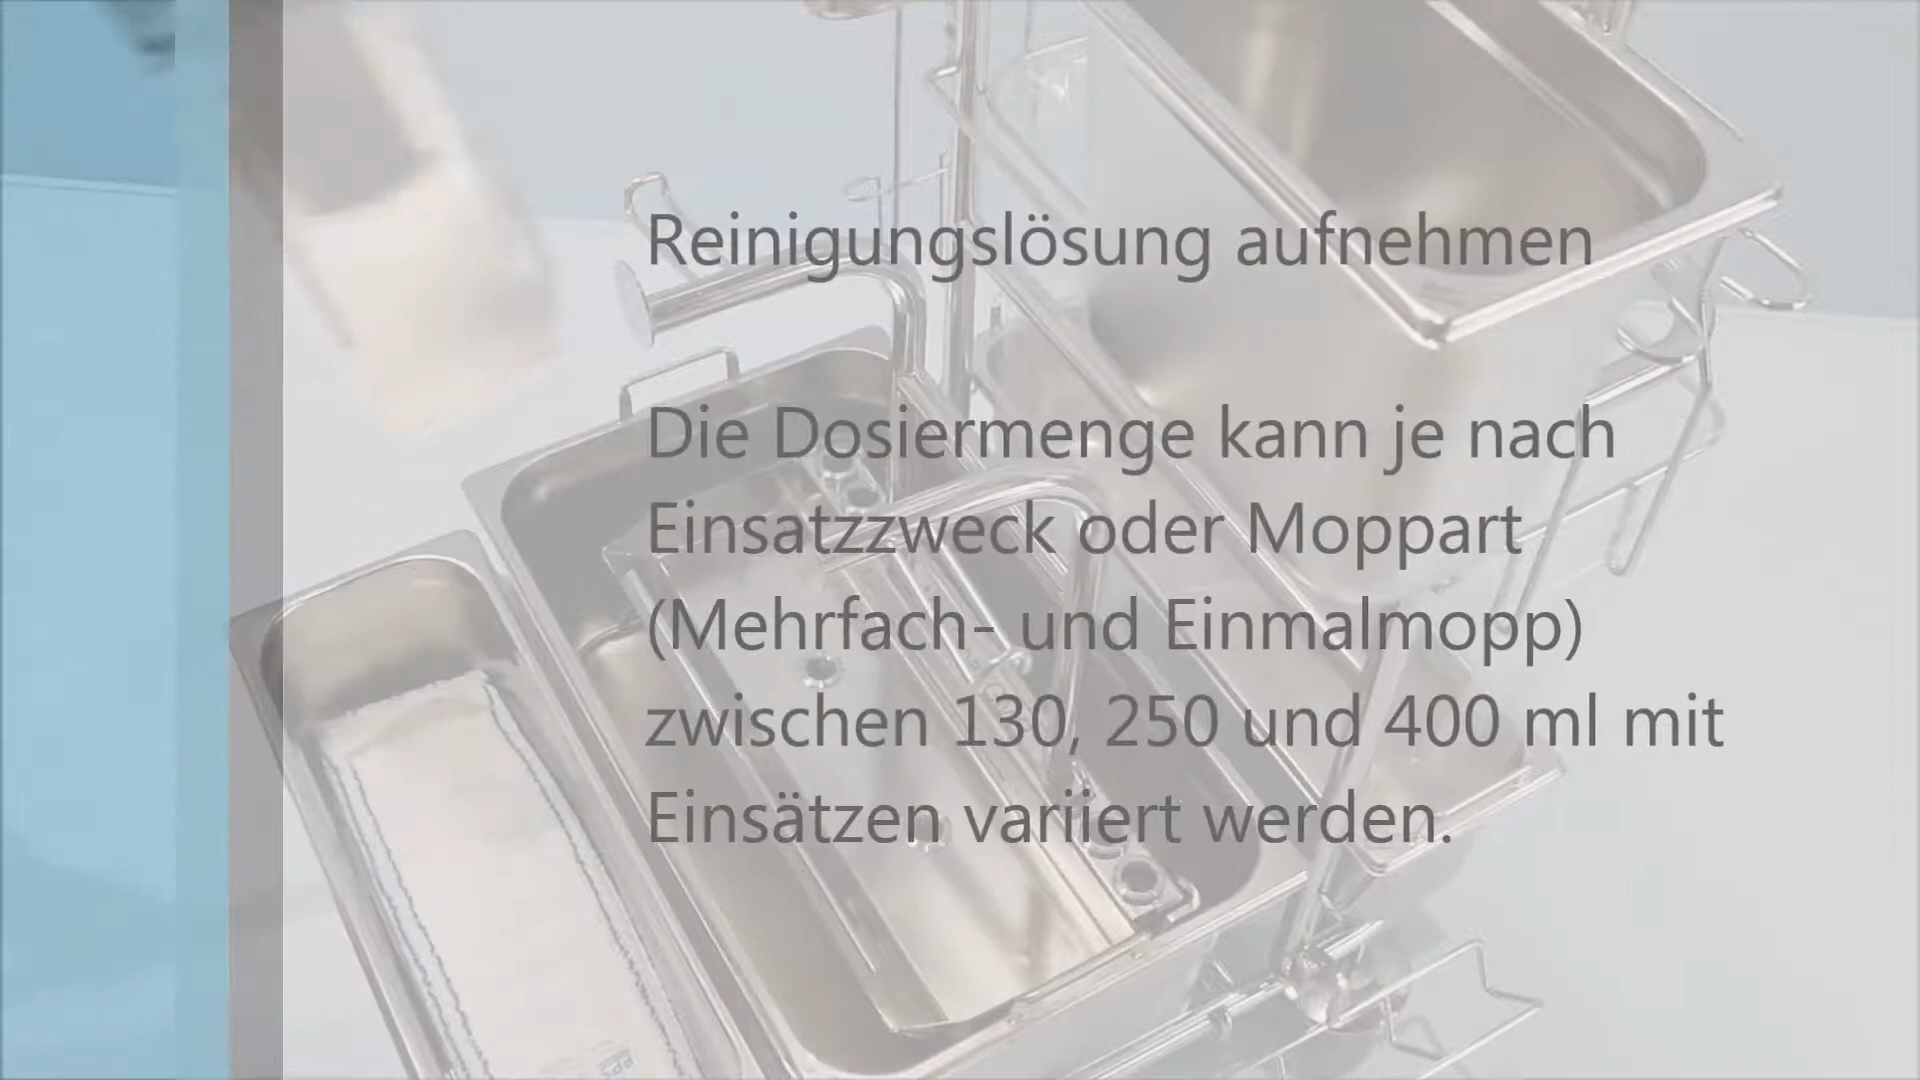 Reinigungslösung aufnehmen
Die Dosiermenge kann je nach
Einsatzzweck oder Moppart
(Mehrfach- und Einmalmopp)
zwischen 130, 250 und 400 ml mit
Einsätzen variiert werden.